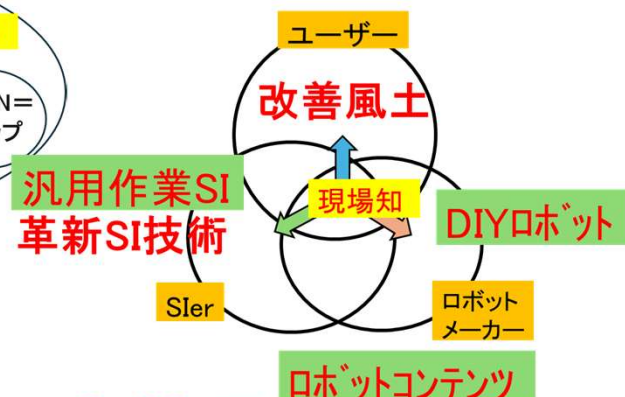 N=
プ
ユーザー
改善風土
汎用作業SI
革新SI技術
現場知
DIYロボット
SIer
ロボット
メーカー
ロボットコンテンツ